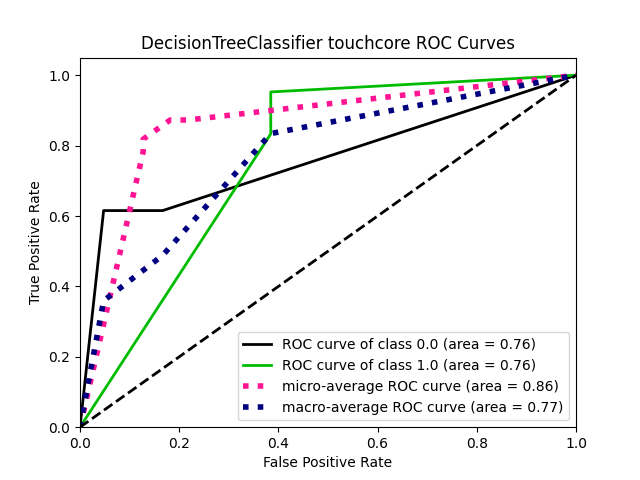 DecisionTreeClassifier touchcore ROC Curves
True Positive Rate
1.0
0.8
0.6
0.4
0.2
0.0
0.0 0.2 0.4 0.6 0.8 1.0
False Positive Rate
ROC curve of class 0.0 (area = 0.76)
ROC curve of class 1.0 (area = 0.76)
micro-average ROC curve (area = 0.86)
macro-average ROC curve (area = 0.77)